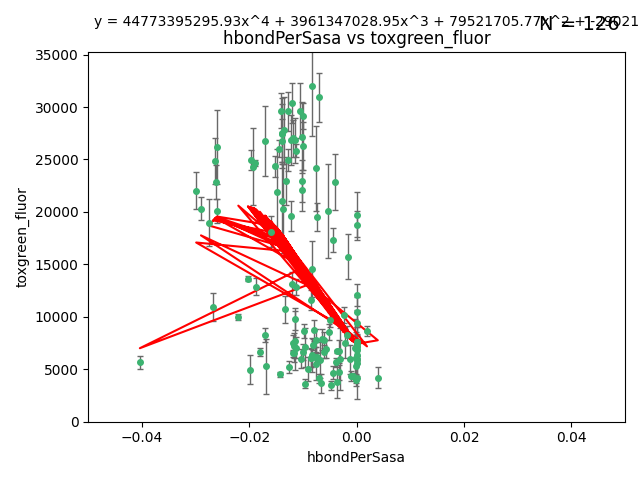 y = 44773395295.93x^4 + 3961347028.95x^3 + 79521705.77x^2 + -29021
N = 126
hbondPerSasa vs toxgreen_fluor
35000
30000
25000
20000
15000
10000
5000
0
toxgreen_fluor
−0.04 −0.02 0.00 0.02 0.04
hbondPerSasa